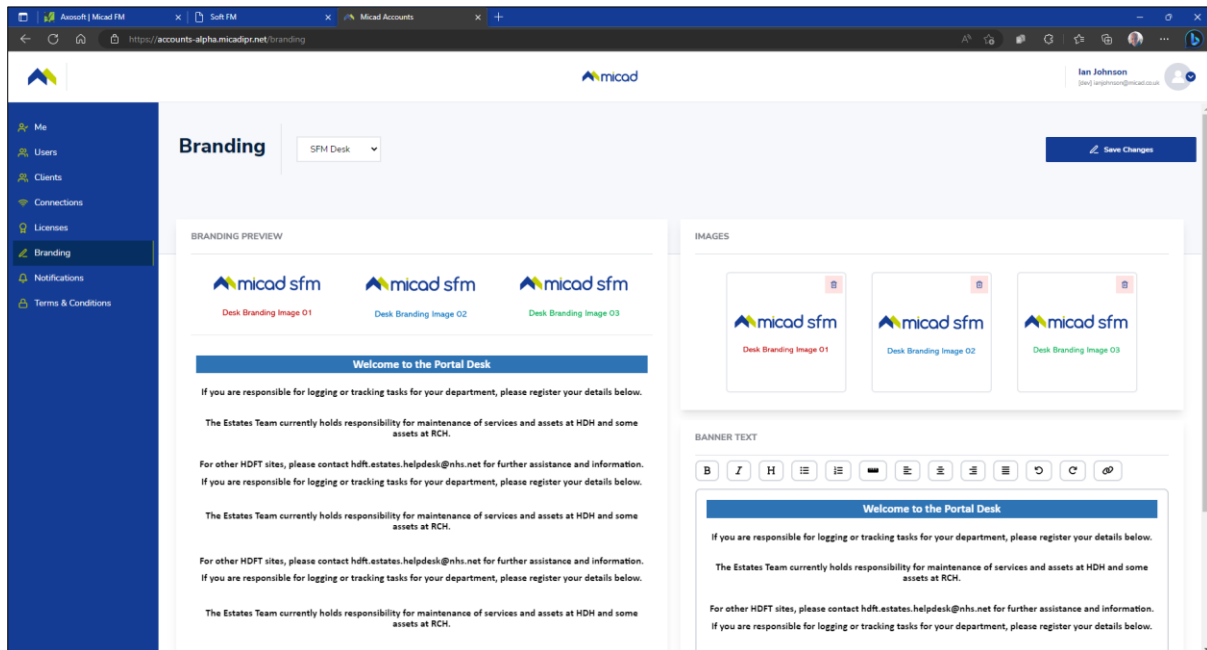 Axosoft | Micad FM
Soft FM
Micad Accounts
https://accounts-alpha.micadipr.net/branding
micad
Ian Johnson
[dev] ianjohnson@micad.co.uk
Me
Users
Clients
Connections
Licenses
Branding
Notifications
Terms & Conditions
Branding
SFM Desk
Save Changes
BRANDING PREVIEW
micad sfm
Desk Branding Image 01
micad sfm
Desk Branding Image 02
micad sfm
Desk Branding Image 03
Welcome to the Portal Desk
If you are responsible for logging or tracking tasks for your department, please register your details below.
The Estates Team currently holds responsibility for maintenance of services and assets at HDH and some
assets at RCH.
For other HDFT sites, please contact hdft.estates.helpdesk@nhs.net for further assistance and information.
If you are responsible for logging or tracking tasks for your department, please register your details below.
The Estates Team currently holds responsibility for maintenance of services and assets at HDH and some
assets at RCH.
For other HDFT sites, please contact hdft.estates.helpdesk@nhs.net for further assistance and information.
If you are responsible for logging or tracking tasks for your department, please register your details below.
The Estates Team currently holds responsibility for maintenance of services and assets at HDH and some
assets at RCH.
IMAGES
micad sfm
Desk Branding Image 01
micad sfm
Desk Branding Image 02
micad sfm
Desk Branding Image 03
BANNER TEXT
B I H
Welcome to the Portal Desk
If you are responsible for logging or tracking tasks for your department, please register your details below.
The Estates Team currently holds responsibility for maintenance of services and assets at HDH and some
assets at RCH.
For other HDFT sites, please contact hdft.estates.helpdesk@nhs.net for further assistance and information.
If you are responsible for logging or tracking tasks for your department, please register your details below.